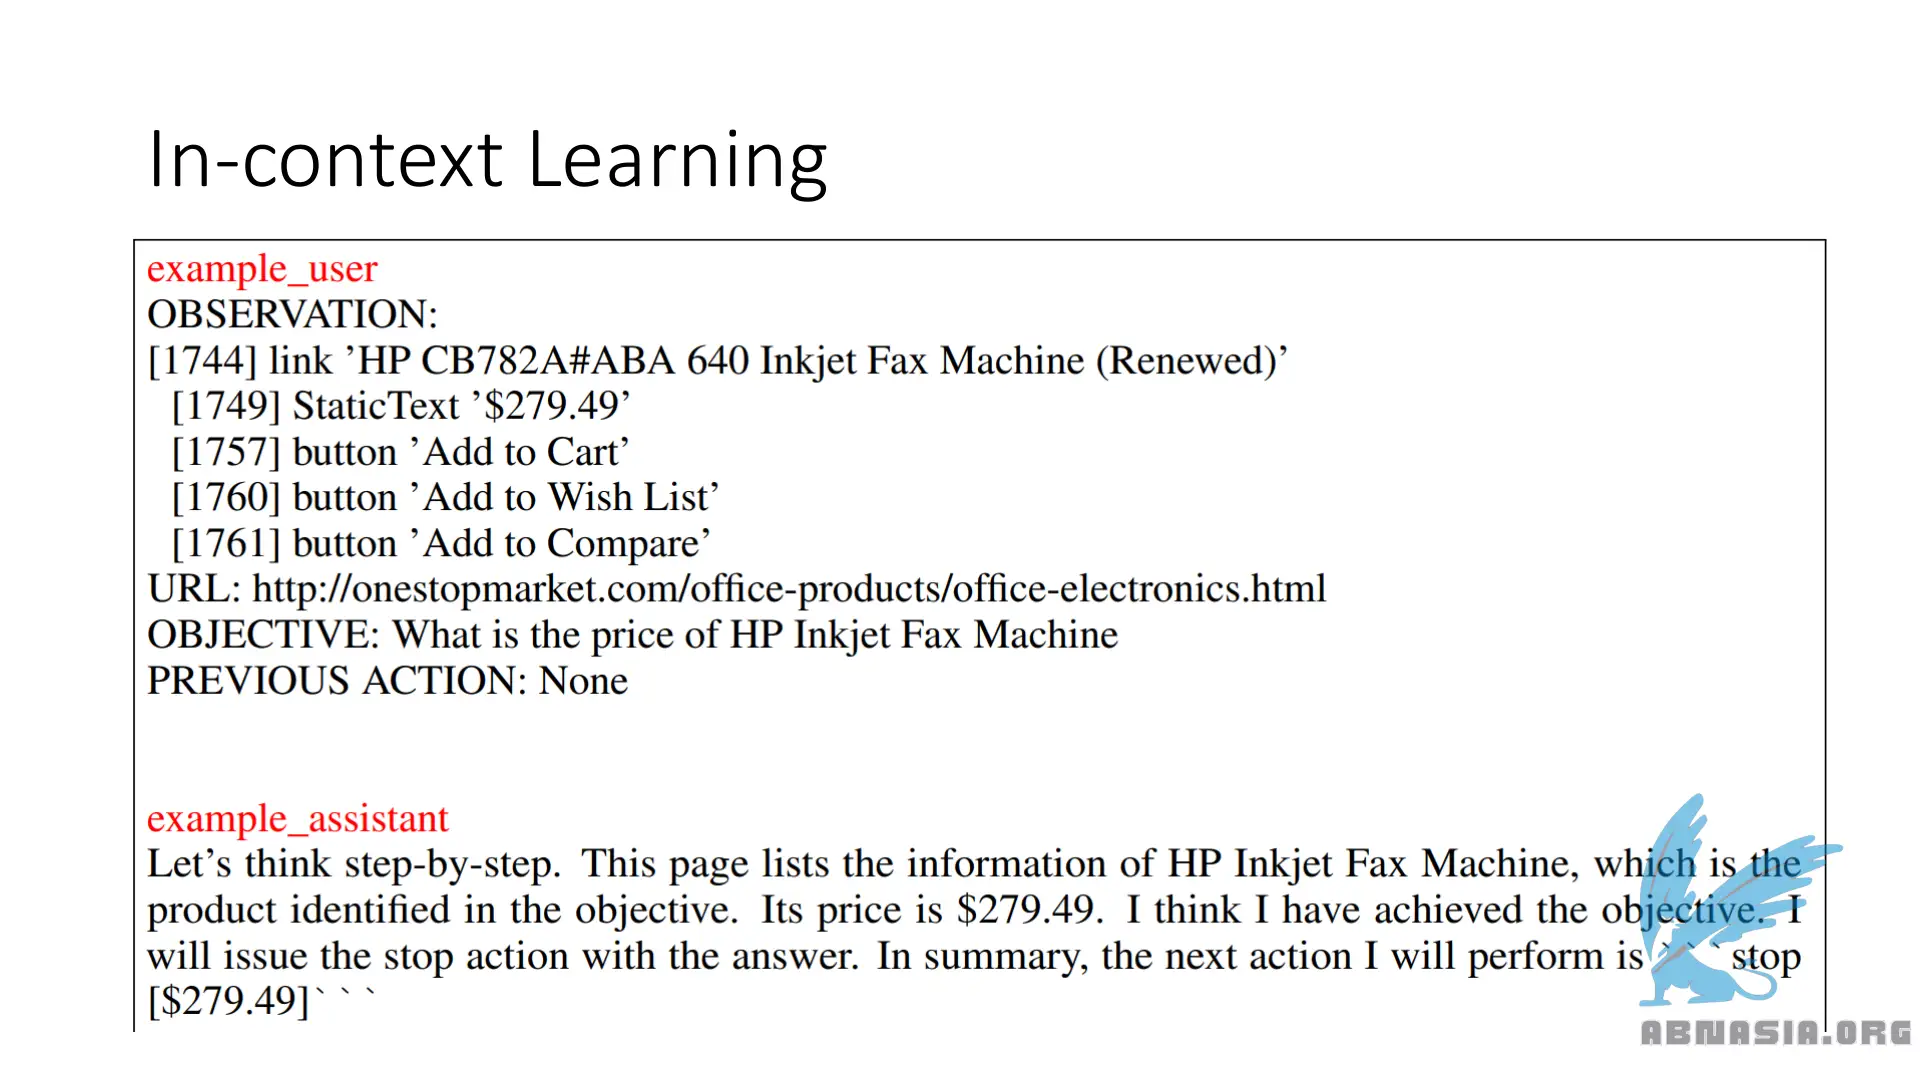 In-context Learning
example_user
OBSERVATION:
[1744] link ’HP CB782A#ABA 640 Inkjet Fax Machine (Renewed)’
[1749] StaticText ’$279.49’
[1757] button ’Add to Cart’
[1760] button ’Add to Wish List’
[1761] button ’Add to Compare’
URL: http://onestopmarket.com/office-products/office-electronics.html
OBJECTIVE: What is the price of HP Inkjet Fax Machine
PREVIOUS ACTION: None
example_assistant
Let’s think step-by-step. This page lists the information of HP Inkjet Fax Machine, which is the
product identified in the objective. Its price is $279.49. I think I have achieved the objective. I
will issue the stop action with the answer. In summary, the next action I will perform is ```stop
[$279.49]```
ABNASIA.ORG